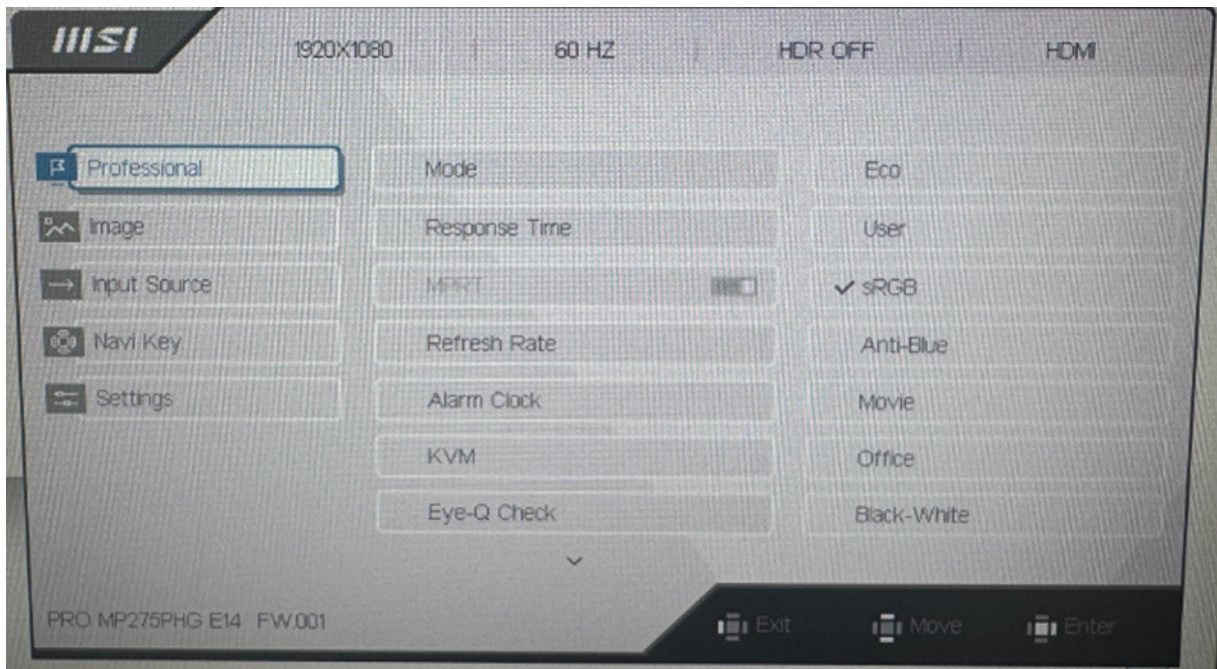 msi
1920X1080 60 HZ HDR OFF HDMI
Professional Mode Eco
Image Response Time User
Input Source MPRT sRGB
Navi Key Refresh Rate Anti-Blue
Settings Alarm Clock Movie
KVM Office
Eye-Q Check Black-White
PRO MP275PHG E14 FW.001 Exit Move Enter